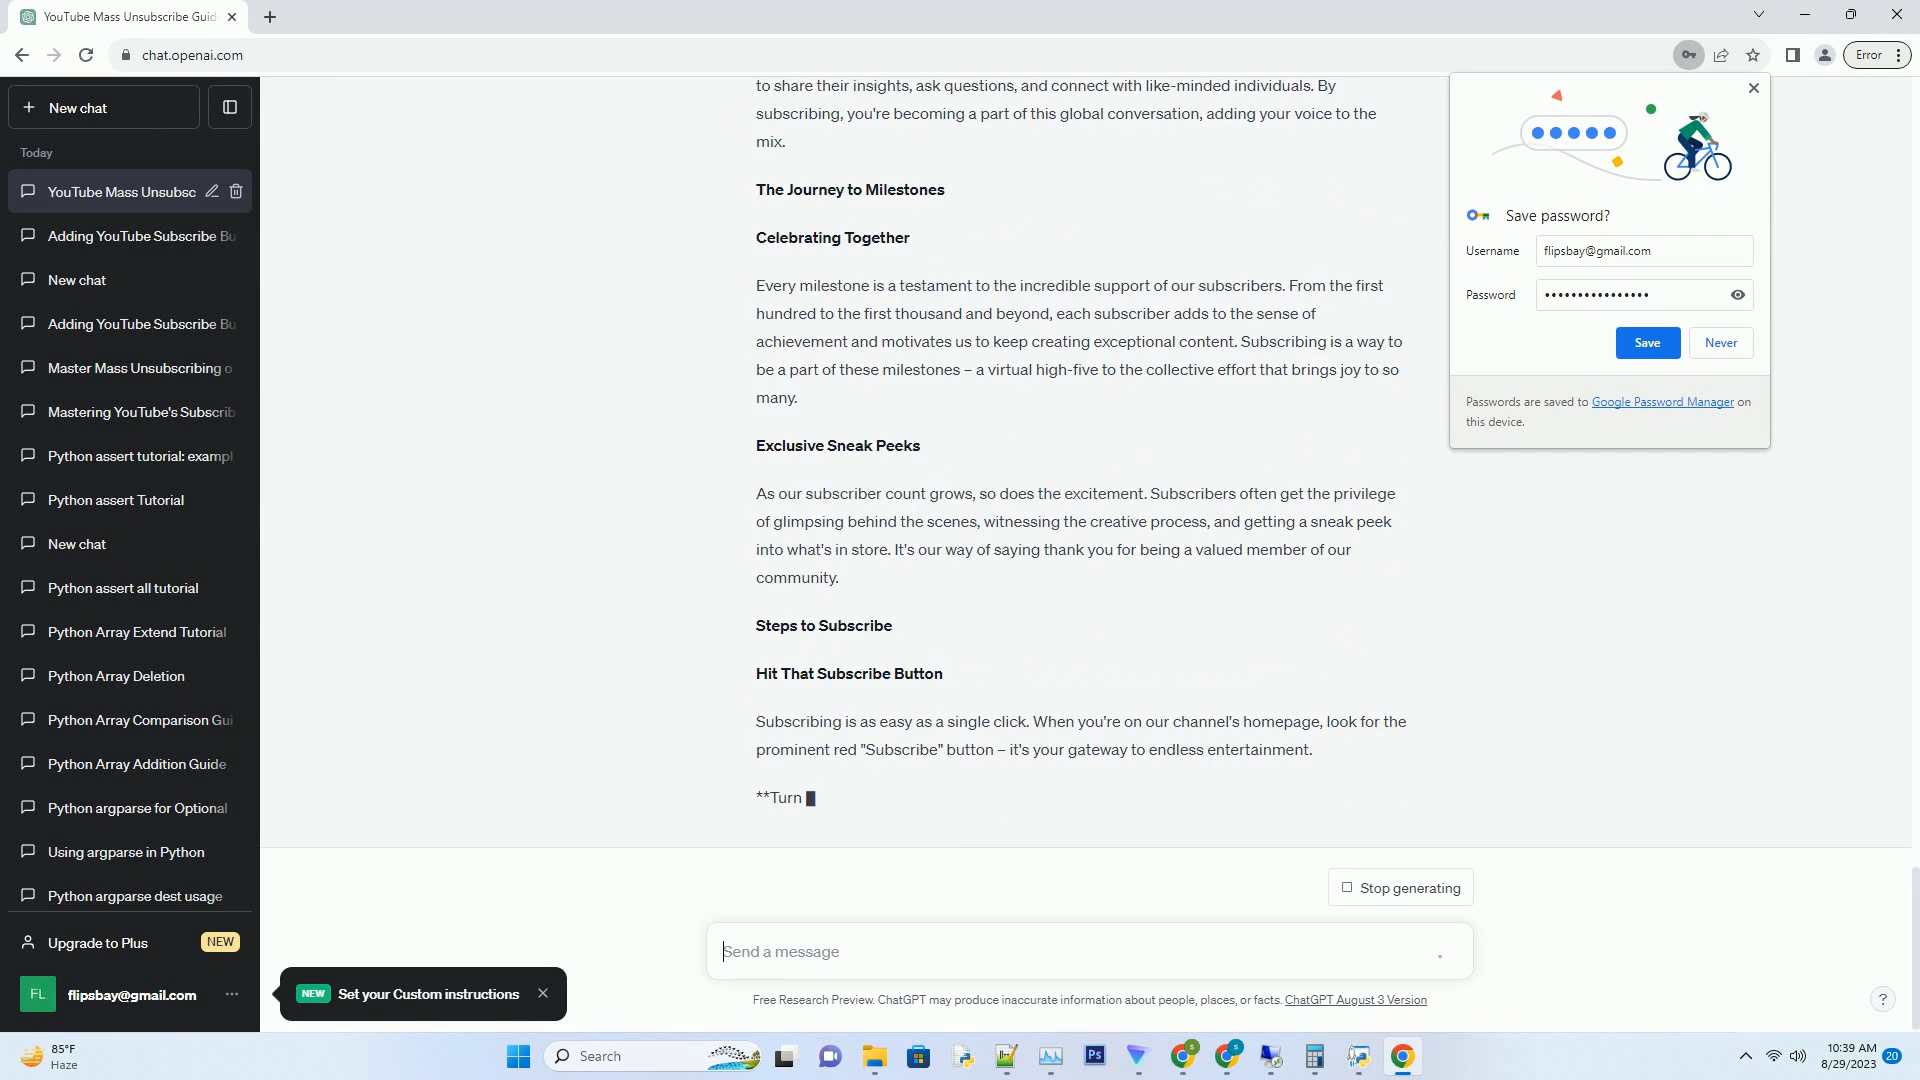 YouTube Mass Unsubscribe Guid
chat.openai.com
Error
New chat
Today
YouTube Mass Unsubsc
Adding YouTube Subscribe Bu
New chat
Adding YouTube Subscribe Bu
Master Mass Unsubscribing o
Mastering YouTube's Subscrib
Python assert tutorial: exampl
Python assert Tutorial
New chat
Python assert all tutorial
Python Array Extend Tutorial
Python Array Deletion
Python Array Comparison Gui
Python Array Addition Guide
Python argparse for Optional
Using argparse in Python
Python argparse dest usage
Upgrade to Plus NEW
FL flipsbay@gmail.com
to share their insights, ask questions, and connect with like-minded individuals. By
subscribing, you're becoming a part of this global conversation, adding your voice to the
mix.
The Journey to Milestones
Celebrating Together
Every milestone is a testament to the incredible support of our subscribers. From the first
hundred to the first thousand and beyond, each subscriber adds to the sense of
achievement and motivates us to keep creating exceptional content. Subscribing is a way to
be a part of these milestones – a virtual high-five to the collective effort that brings joy to so
many.
Exclusive Sneak Peeks
As our subscriber count grows, so does the excitement. Subscribers often get the privilege
of glimpsing behind the scenes, witnessing the creative process, and getting a sneak peek
into what's in store. It's our way of saying thank you for being a valued member of our
community.
Steps to Subscribe
Hit That Subscribe Button
Subscribing is as easy as a single click. When you're on our channel's homepage, look for the
prominent red "Subscribe" button – it's your gateway to endless entertainment.
**Turn
Stop generating
Send a message
Free Research Preview. ChatGPT may produce inaccurate information about people, places, or facts. ChatGPT August 3 Version
NEW Set your Custom instructions
?
Save password?
Username flipsbay@gmail.com
Password ••••••••••••••••
Save Never
Passwords are saved to Google Password Manager on
this device.
85°F
Haze
Search
Ps
S
S
10:39 AM
8/29/2023
20